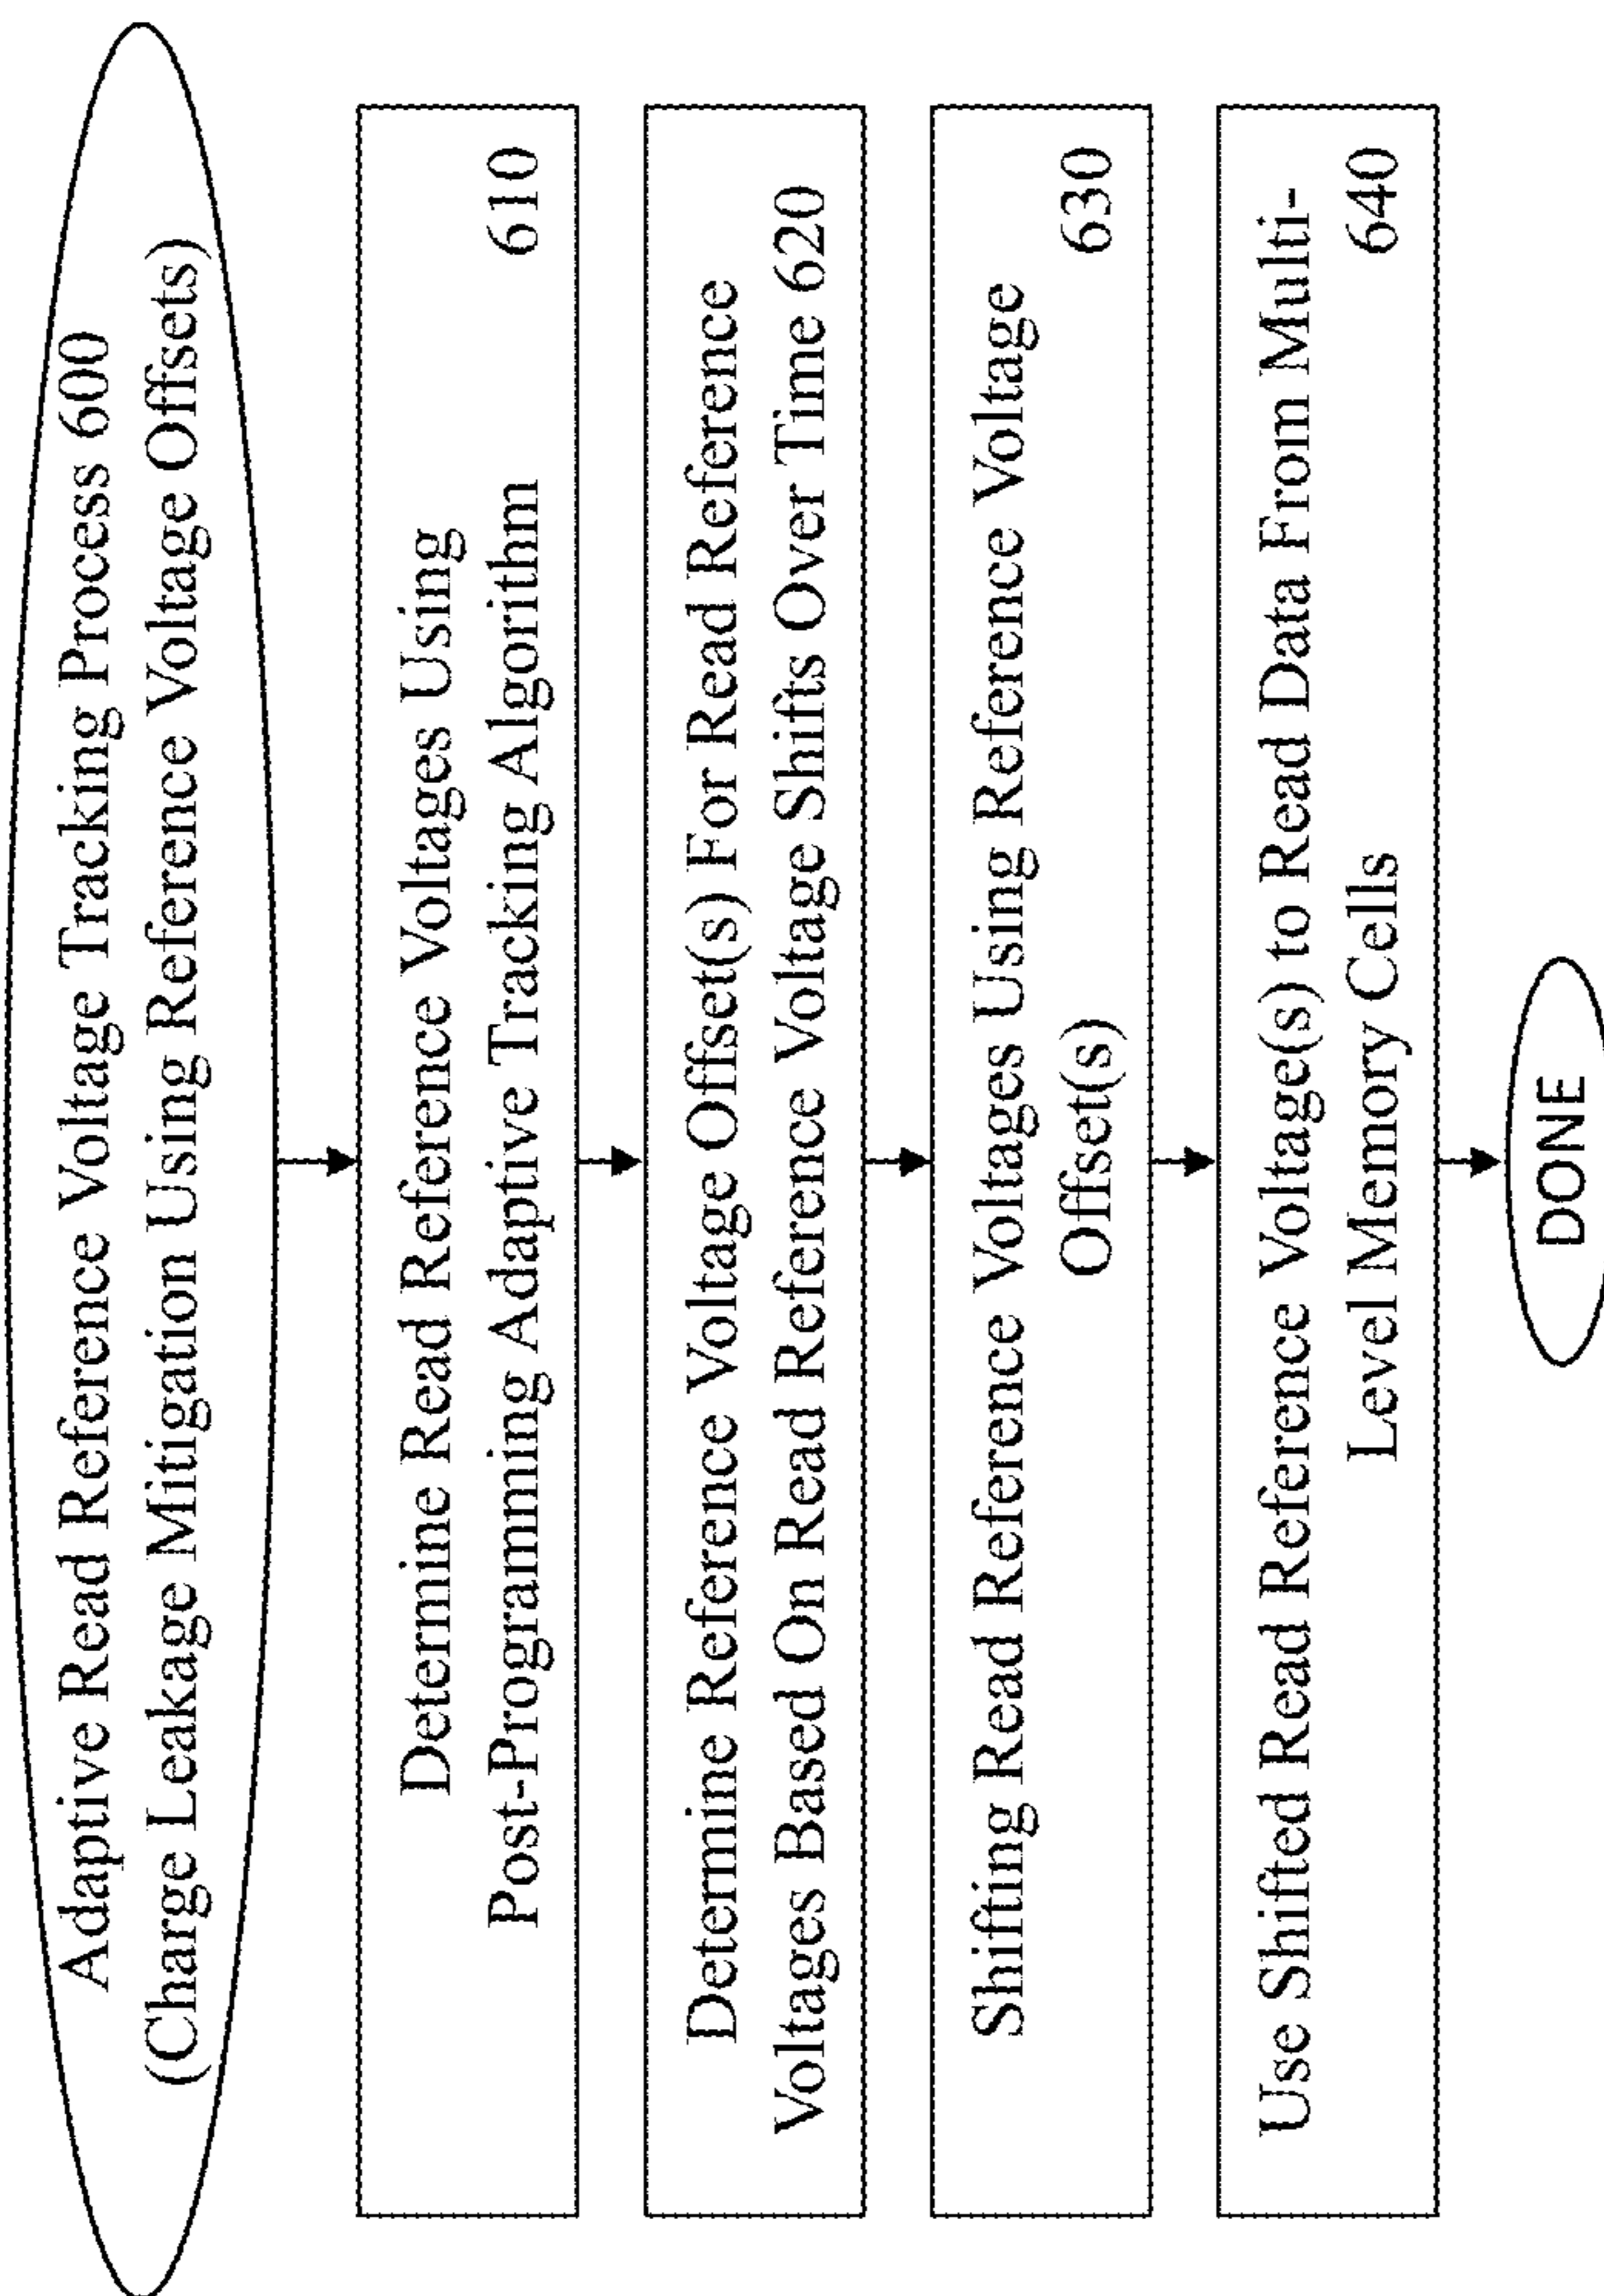 Adaptive Read Reference Voltage Tracking Process 600
(Charge Leakage Mitigation Using Reference Voltage Offsets)
Determine Read Reference Voltages Using
Post-Programming Adaptive Tracking Algorithm 610
Determine Reference Voltage Offset(s) For Read Reference
Voltages Based On Read Reference Voltage Shifts Over Time 620
Shifting Read Reference Voltages Using Reference Voltage
Offset(s) 630
Use Shifted Read Reference Voltage(s) to Read Data From Multi-
Level Memory Cells 640
DONE